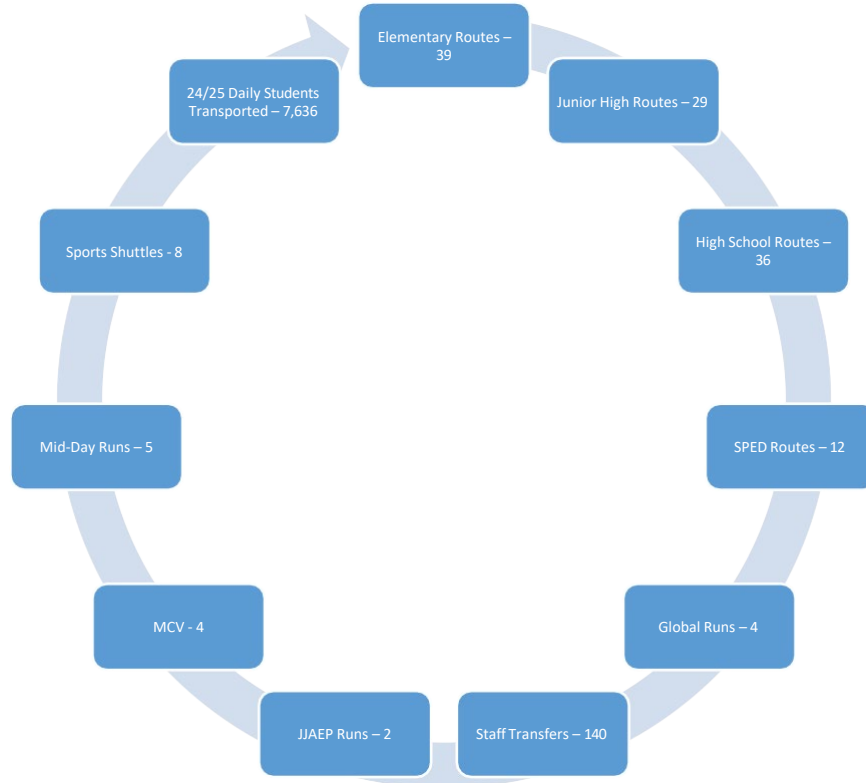 Elementary Routes –
39
Junior High Routes – 29
High School Routes –
36
SPED Routes – 12
Global Runs – 4
Staff Transfers – 140
JJAEP Runs – 2
MCV - 4
Mid-Day Runs – 5
Sports Shuttles - 8
24/25 Daily Students
Transported – 7,636